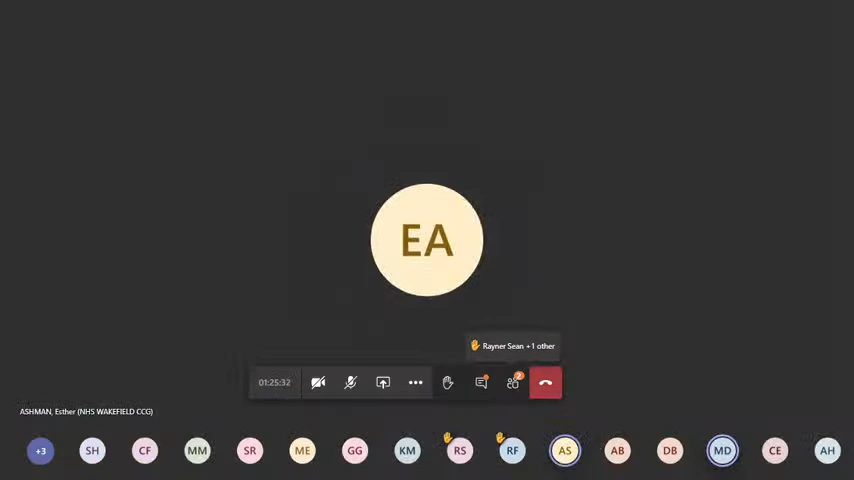 EA
Rayner Sean +1 other
01:25:32
2
ASHMAN, Esther (NHS WAKEFIELD CCG)
+3 SH CF MM SR ME GG KM RS RF AS AB DB MD CE AH